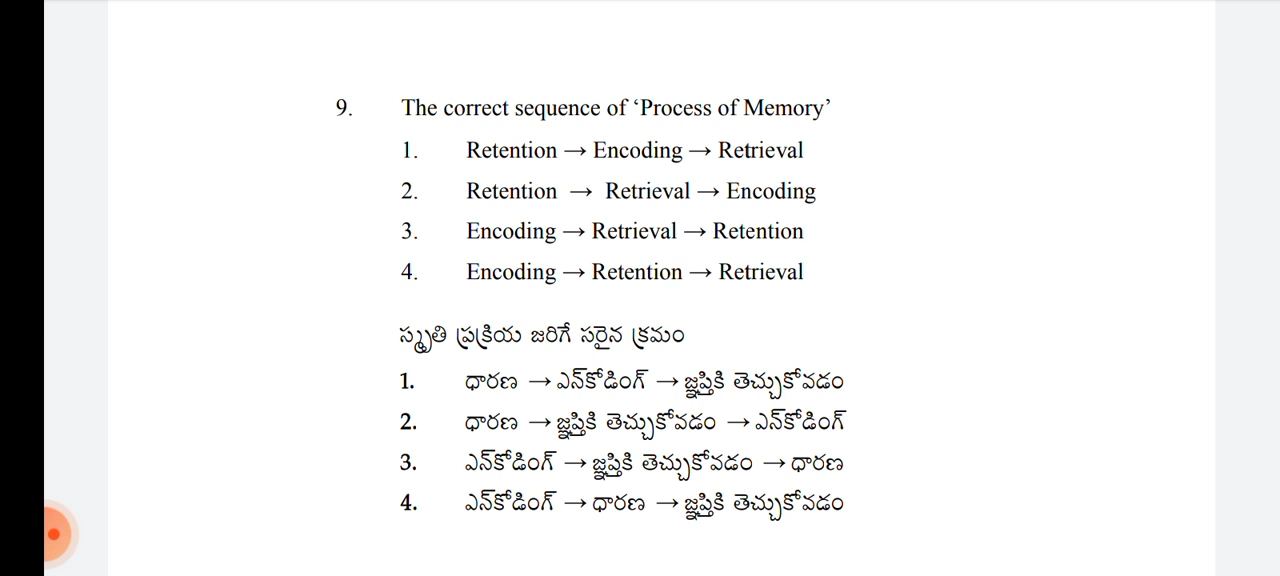 9. The correct sequence of ‘Process of Memory’
1. Retention → Encoding → Retrieval
2. Retention → Retrieval → Encoding
3. Encoding → Retrieval → Retention
4. Encoding → Retention → Retrieval
స్మృతి ప్రక్రియ జరిగే సరైన క్రమం
1. ధారణ → ఎన్‌కోడింగ్ → జ్ఞప్తికి తెచ్చుకోవడం
2. ధారణ → జ్ఞప్తికి తెచ్చుకోవడం → ఎన్‌కోడింగ్
3. ఎన్‌కోడింగ్ → జ్ఞప్తికి తెచ్చుకోవడం → ధారణ
4. ఎన్‌కోడింగ్ → ధారణ → జ్ఞప్తికి తెచ్చుకోవడం